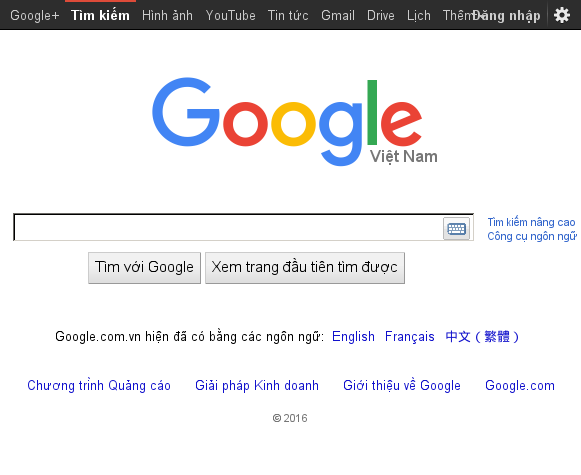 Google+ Tìm kiếm Hình ảnh YouTube Tin tức Gmail Drive Lịch Thêm Đăng nhập
Google
Việt Nam
Tìm kiếm nâng cao
Công cụ ngôn ngữ
Tìm với Google Xem trang đầu tiên tìm được
Google.com.vn hiện đã có bằng các ngôn ngữ: English Français 中文（繁體）
Chương trình Quảng cáo Giải pháp Kinh doanh Giới thiệu về Google Google.com
© 2016